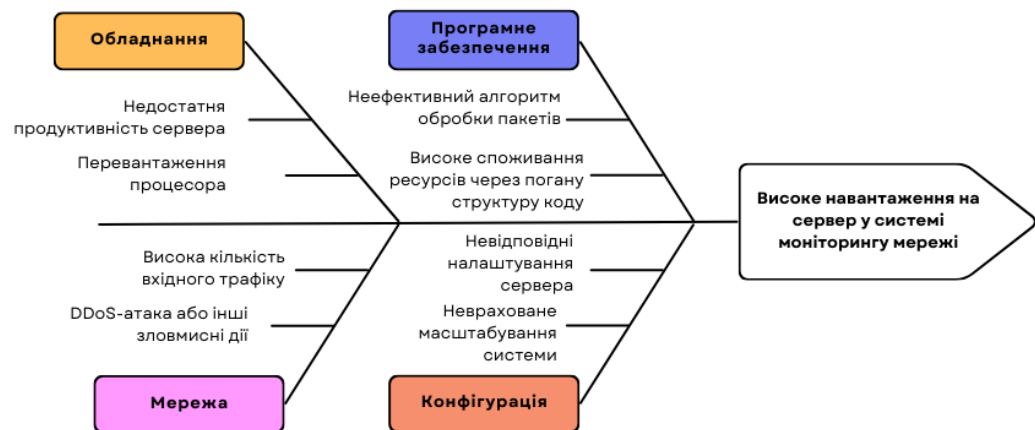 Обладнання
Недостатня
продуктивність сервера
Перевантаження
процесора
Програмне
забезпечення
Неефективний алгоритм
обробки пакетів
Високе споживання
ресурсів через погану
структуру коду
Висока кількість
вхідного трафіку
DDoS-атака або інші
зловмисні дії
Мережа
Невідповідні
налаштування
сервера
Невраховане
масштабування
системи
Конфігурація
Високе навантаження на
сервер у системі
моніторингу мережі